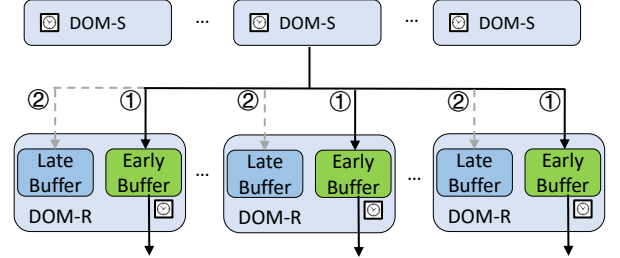 DOM-S ... DOM-S ... DOM-S
② ① ② ① ② ①
Late Buffer Early Buffer ... Late Buffer Early Buffer ... Late Buffer Early Buffer
DOM-R DOM-R DOM-R